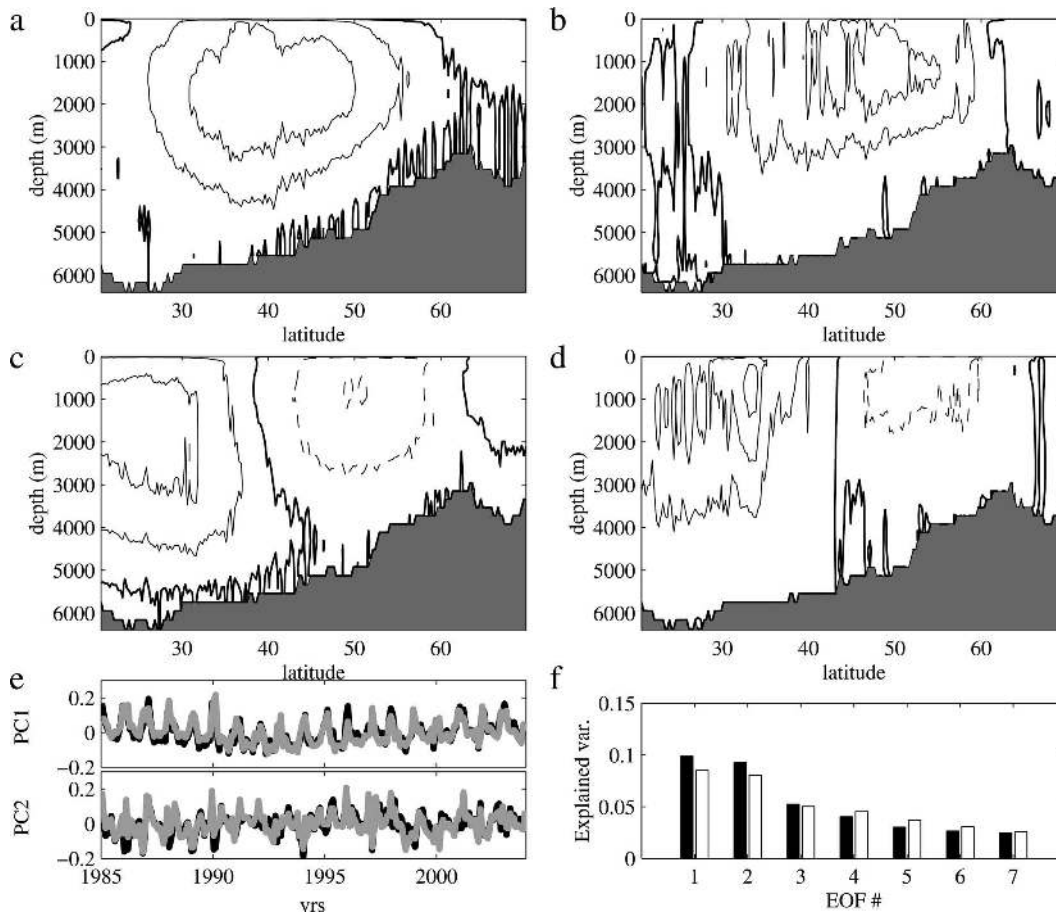 a
0
1000
2000
3000
4000
5000
6000
depth (m)
30 40 50 60
latitude
b
0
1000
2000
3000
4000
5000
6000
depth (m)
30 40 50 60
latitude
c
0
1000
2000
3000
4000
5000
6000
depth (m)
30 40 50 60
latitude
d
0
1000
2000
3000
4000
5000
6000
depth (m)
30 40 50 60
latitude
e
PC1
0.2
0
−0.2
PC2
0.2
0
−0.2
1985 1990 1995 2000
yrs
f
Explained var.
0.15
0.1
0.05
0
1 2 3 4 5 6 7
EOF #